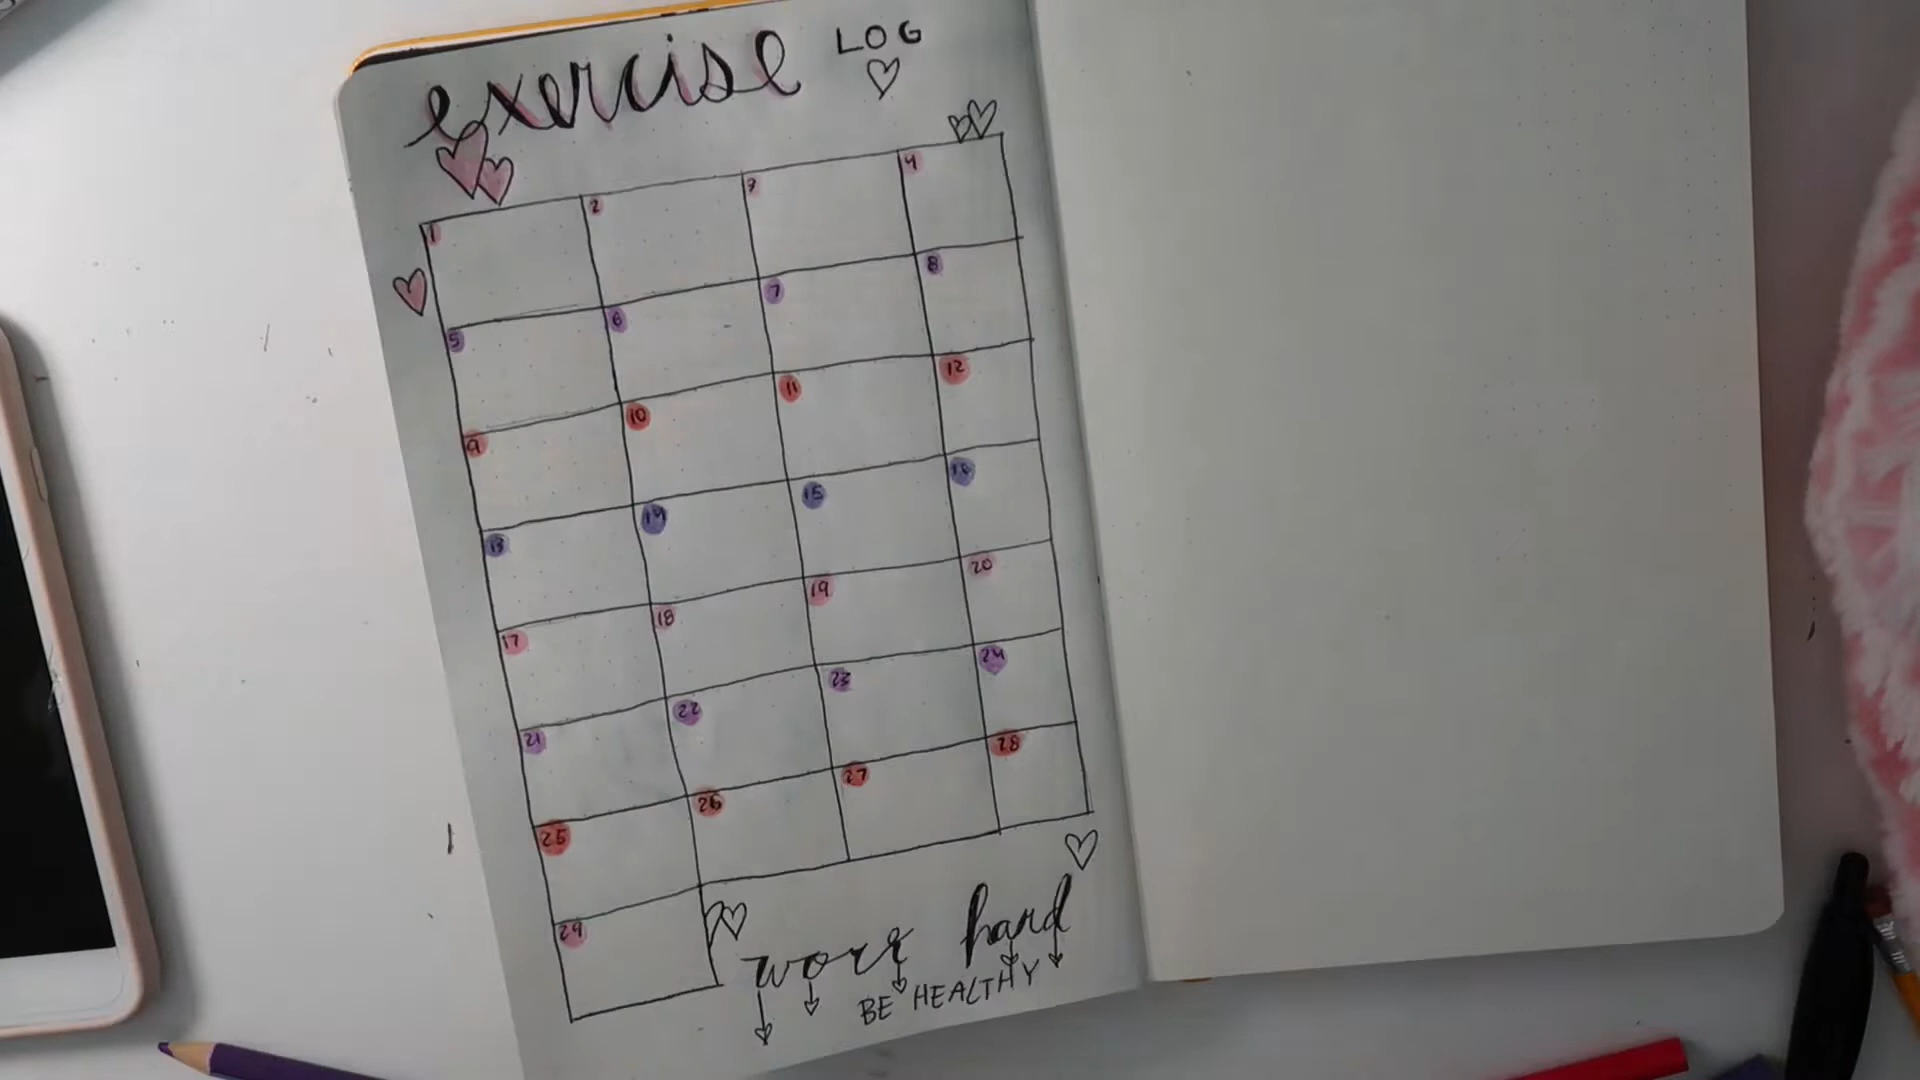 exercise LOG
1 2 3 4
5 6 7 8
9 10 11 12
13 14 15 16
17 18 19 20
21 22 23 24
25 26 27 28
29
work hard
BE HEALTHY